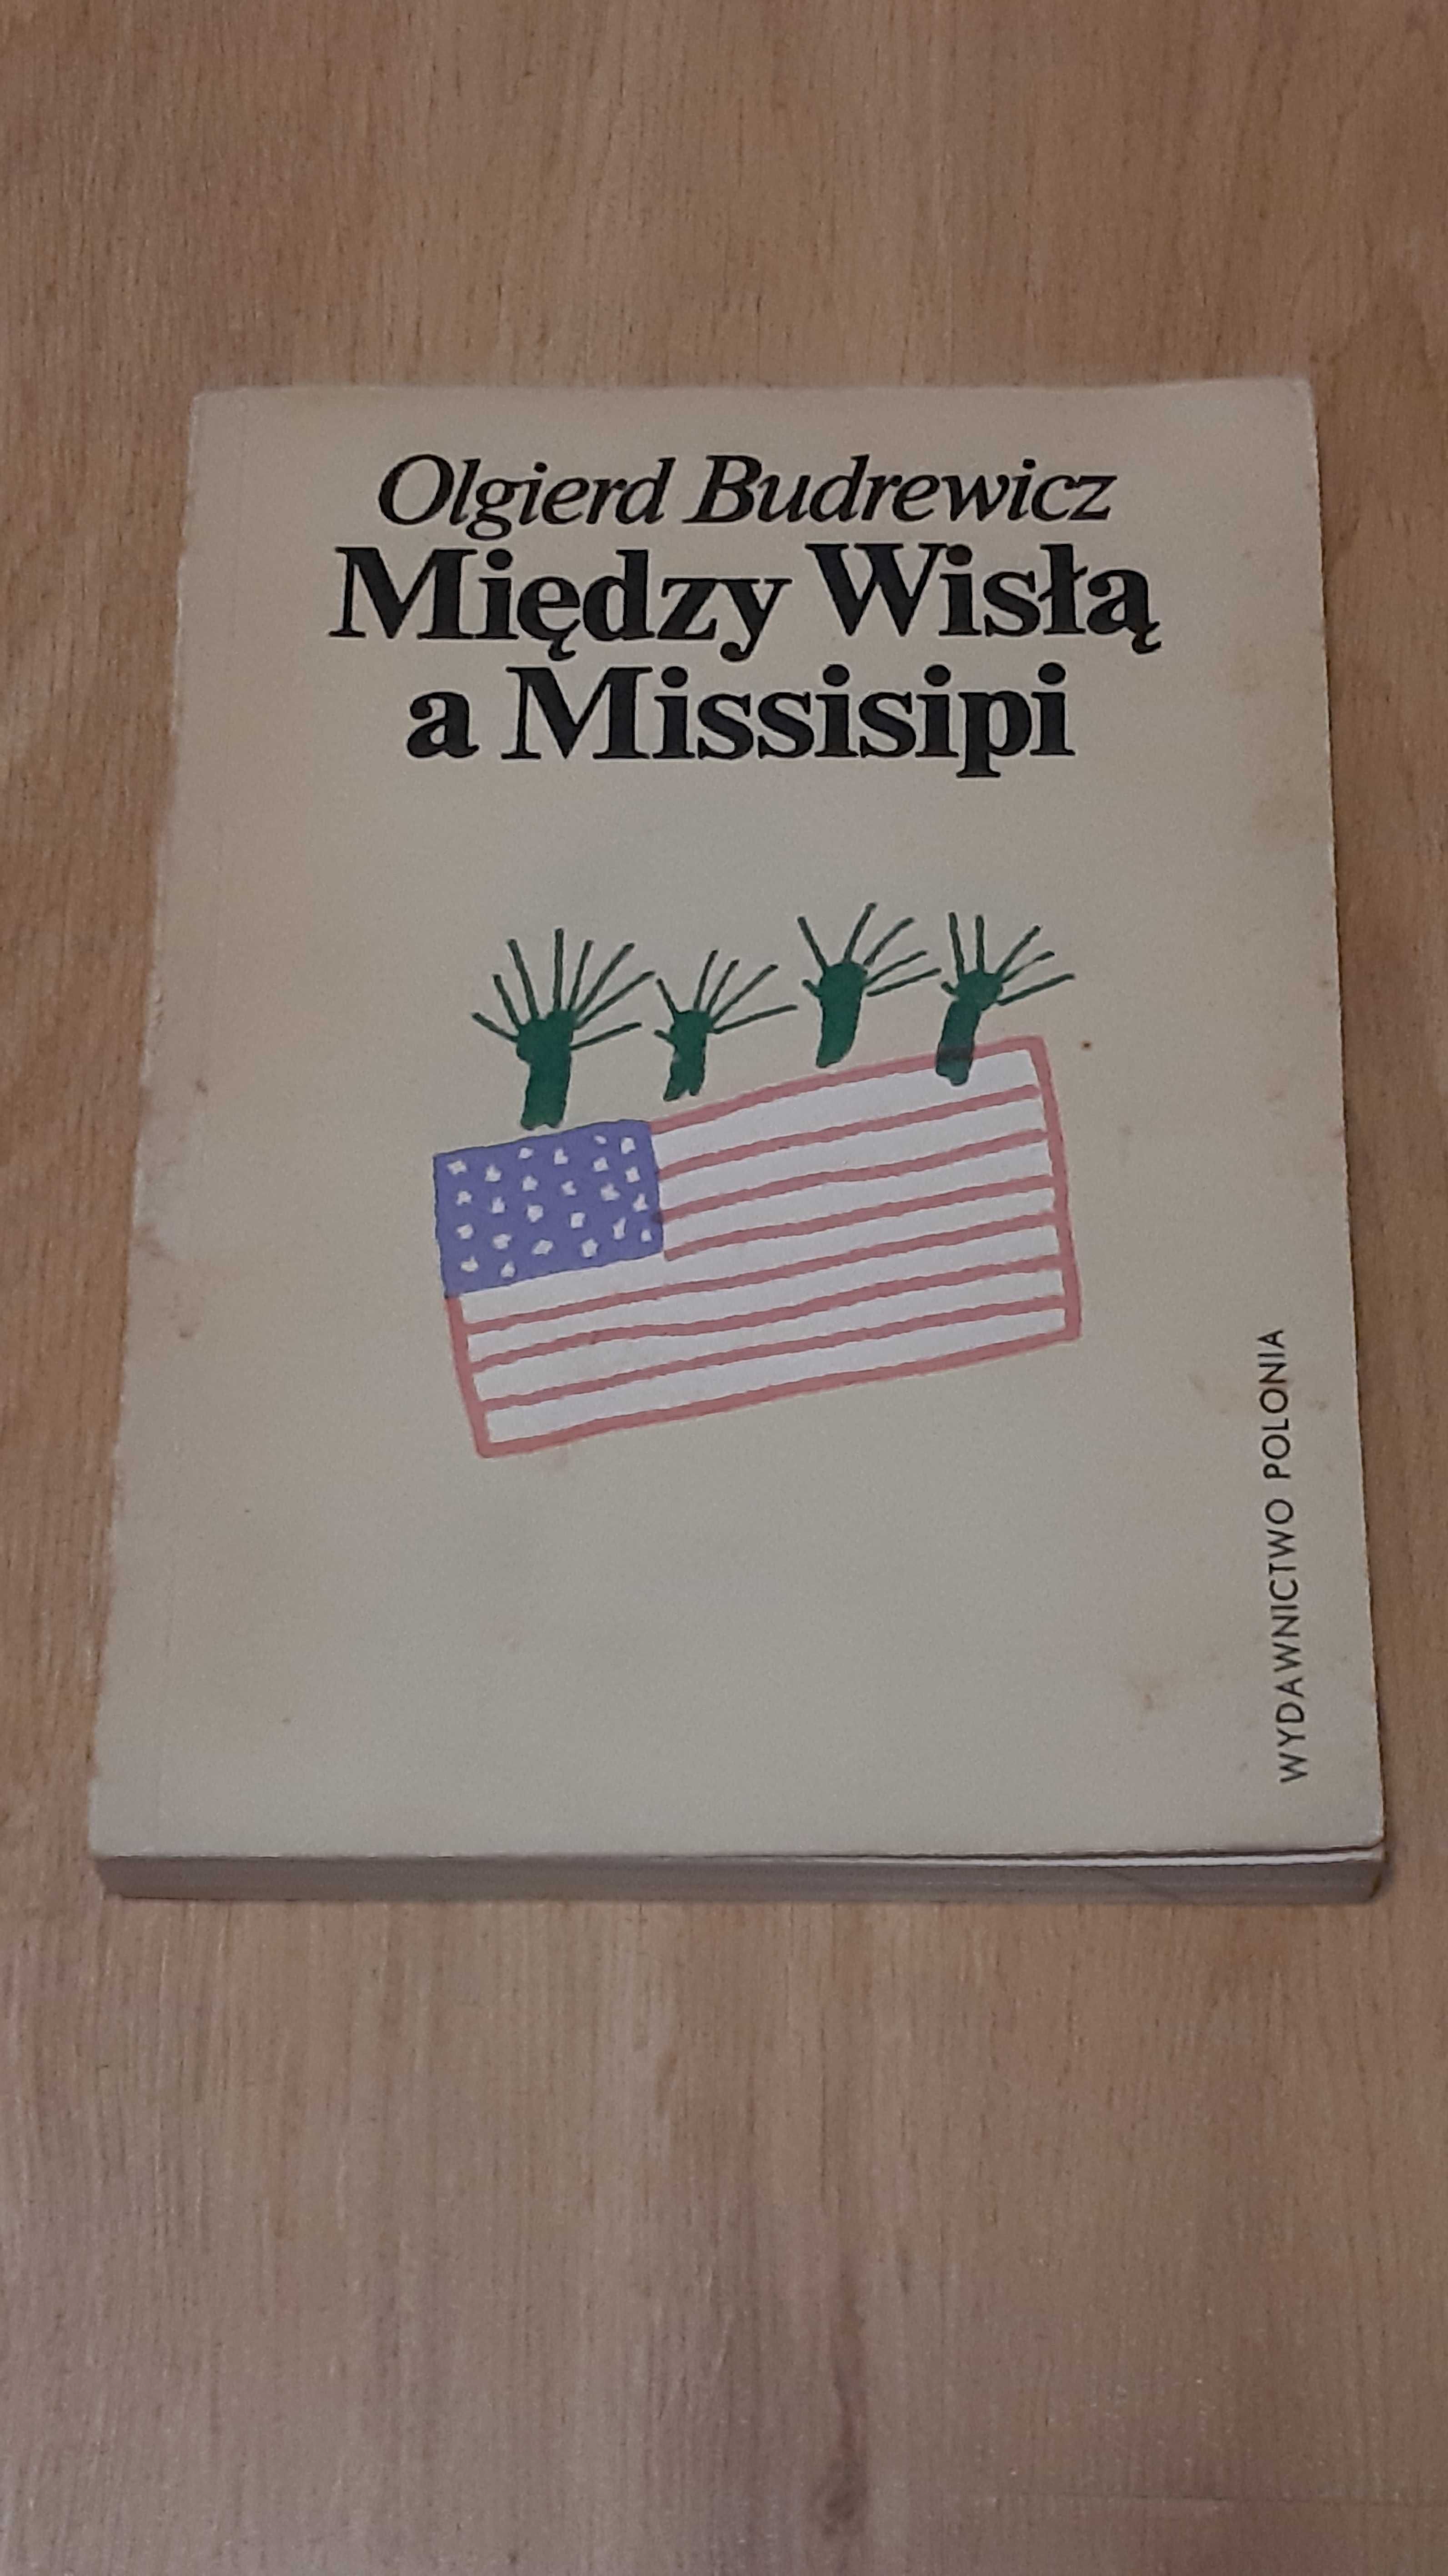 Olgierd Budrewicz
Między Wisłą
a Missisipi
WYDAWNICTWO POLONIA